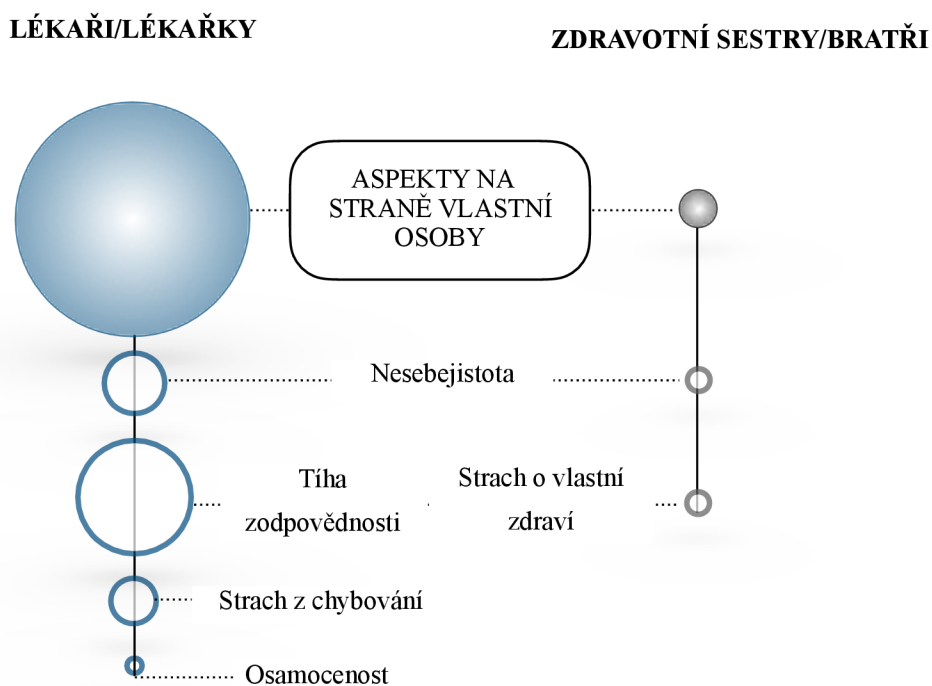 LÉKAŘI/LÉKAŘKY
ZDRAVOTNÍ SESTRY/BRATŘI
ASPEKTY NA
STRANĚ VLASTNÍ
OSOBY
Nesebejistota
Tíha
zodpovědnosti
Strach o vlastní
zdraví
Strach z chybování
Osamocenost